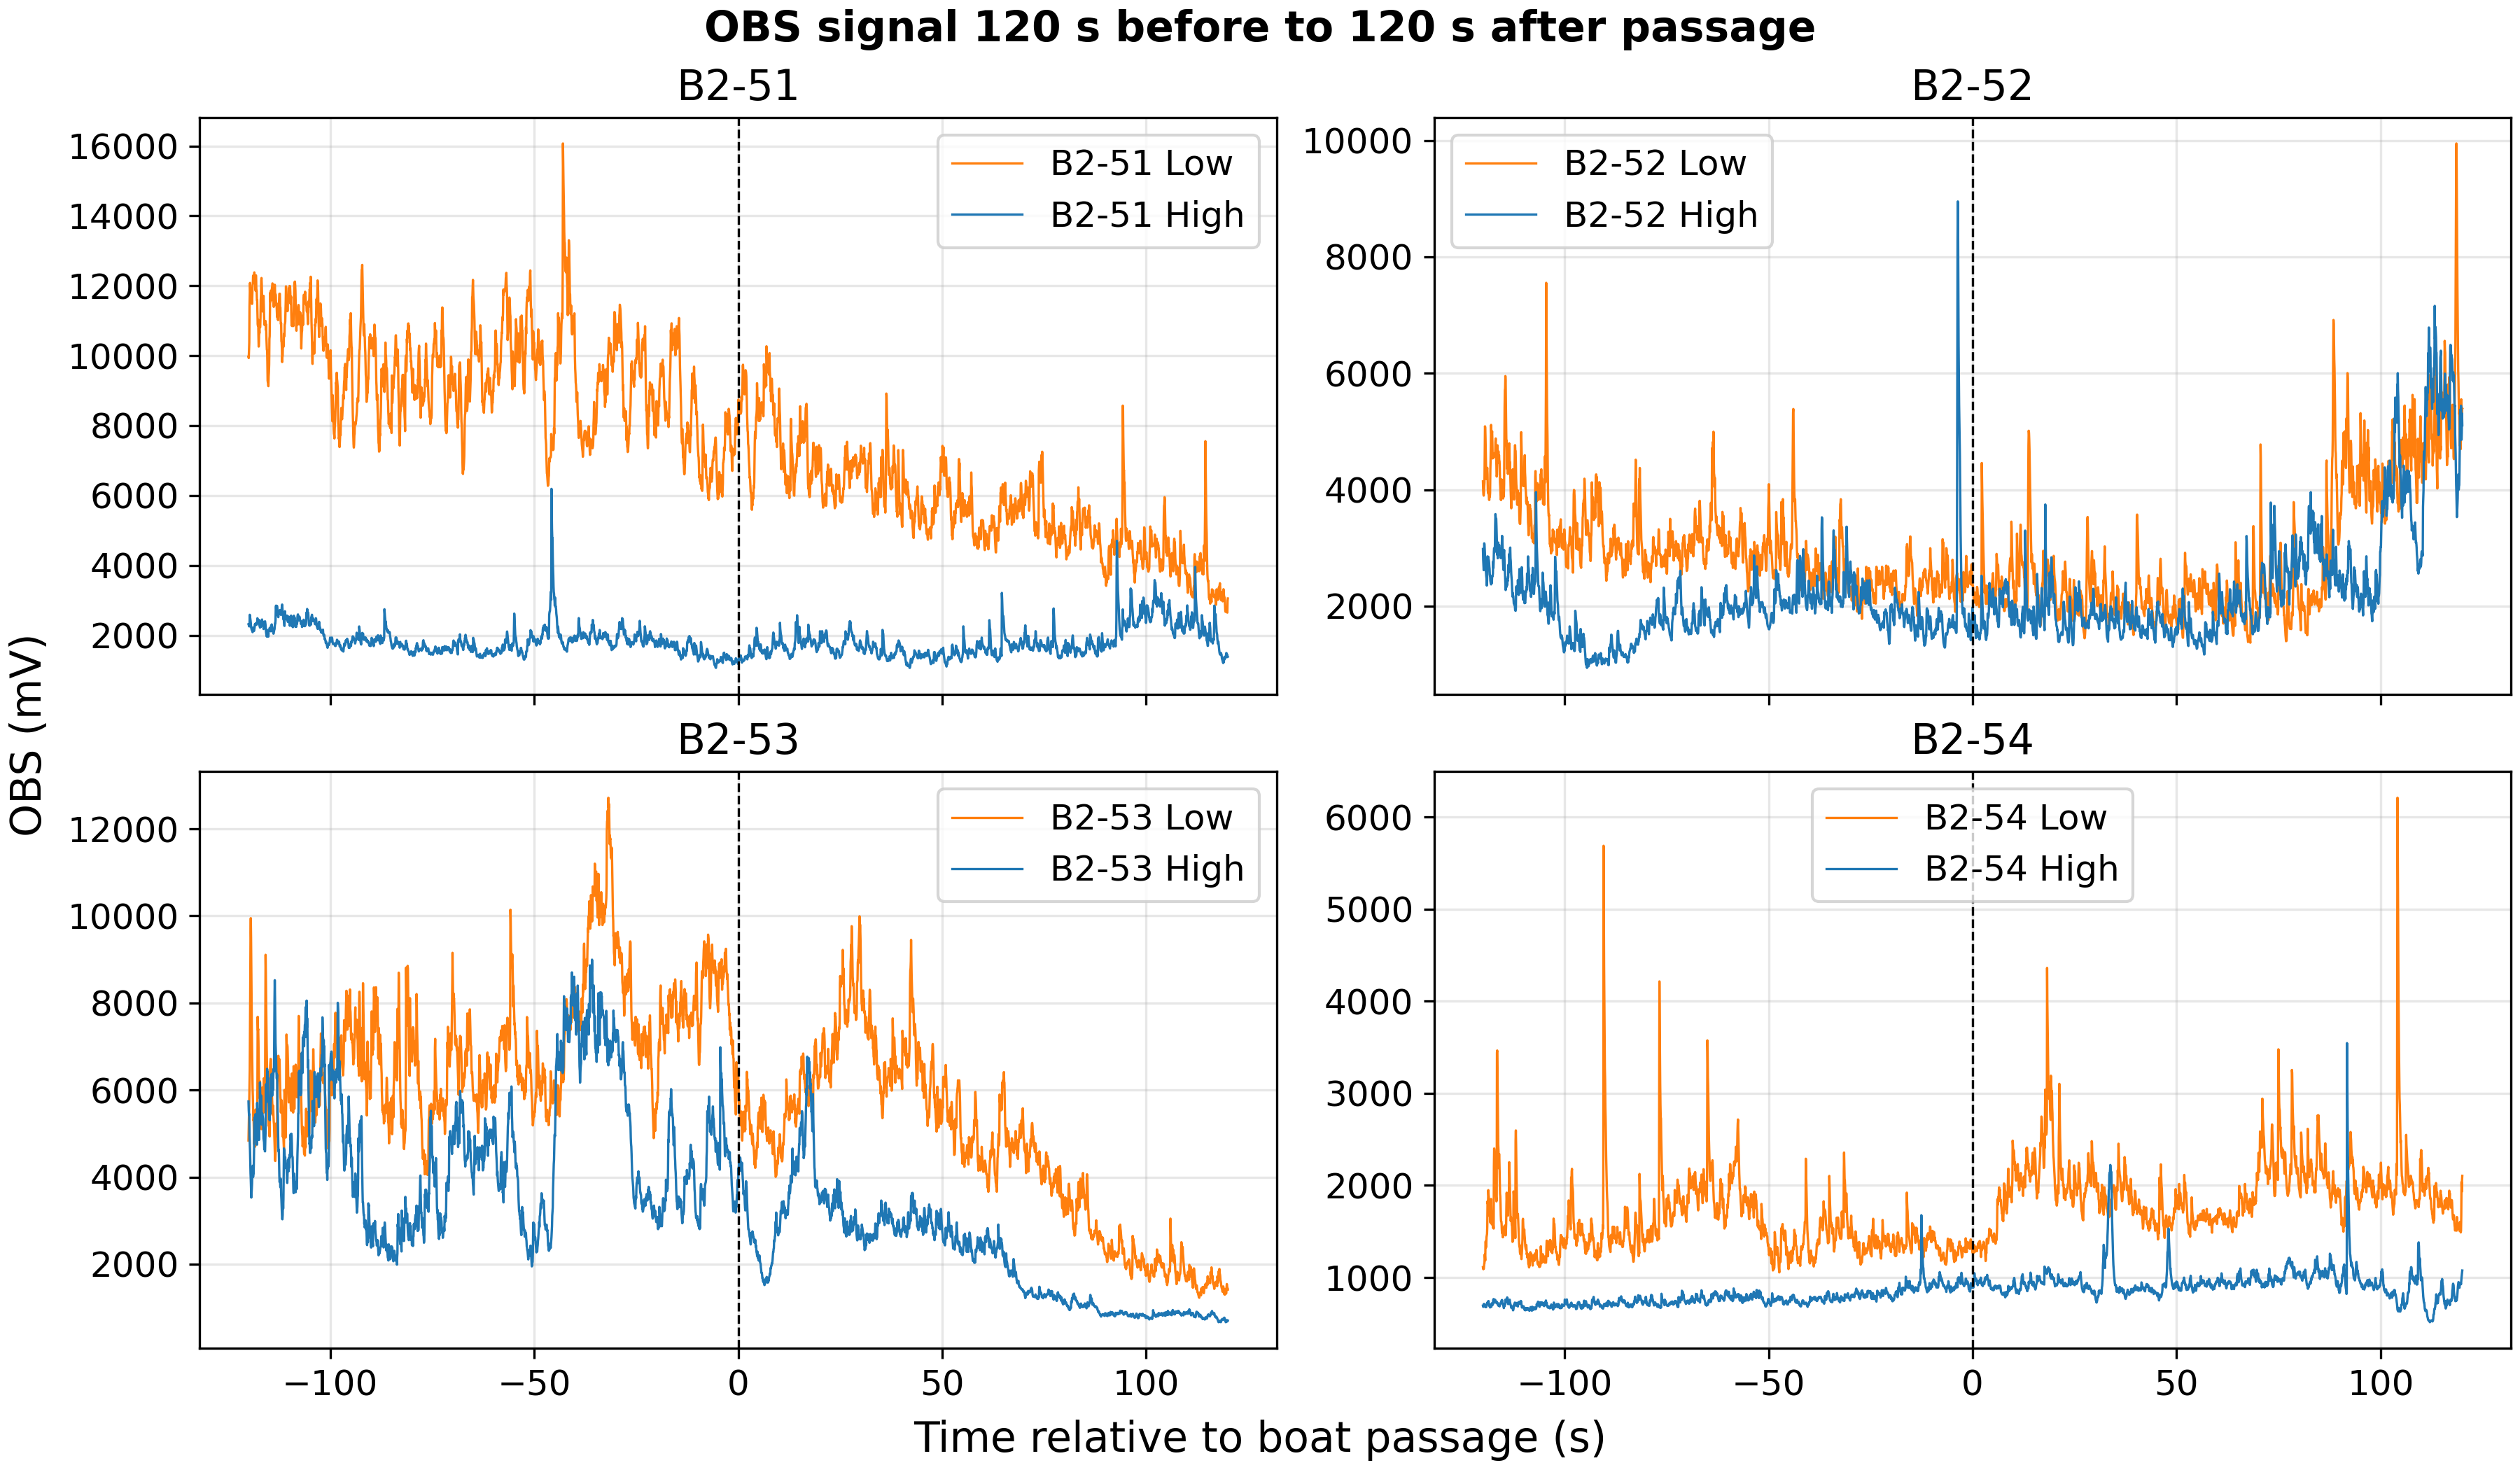 OBS signal 120 s before to 120 s after passage
B2-51
16000
14000
12000
10000
8000
6000
4000
2000
B2-51 Low
B2-51 High
B2-52
10000
8000
6000
4000
2000
B2-52 Low
B2-52 High
OBS (mV)
B2-53
12000
10000
8000
6000
4000
2000
−100
−50
0
50
100
B2-53 Low
B2-53 High
B2-54
6000
5000
4000
3000
2000
1000
−100
−50
0
50
100
B2-54 Low
B2-54 High
Time relative to boat passage (s)